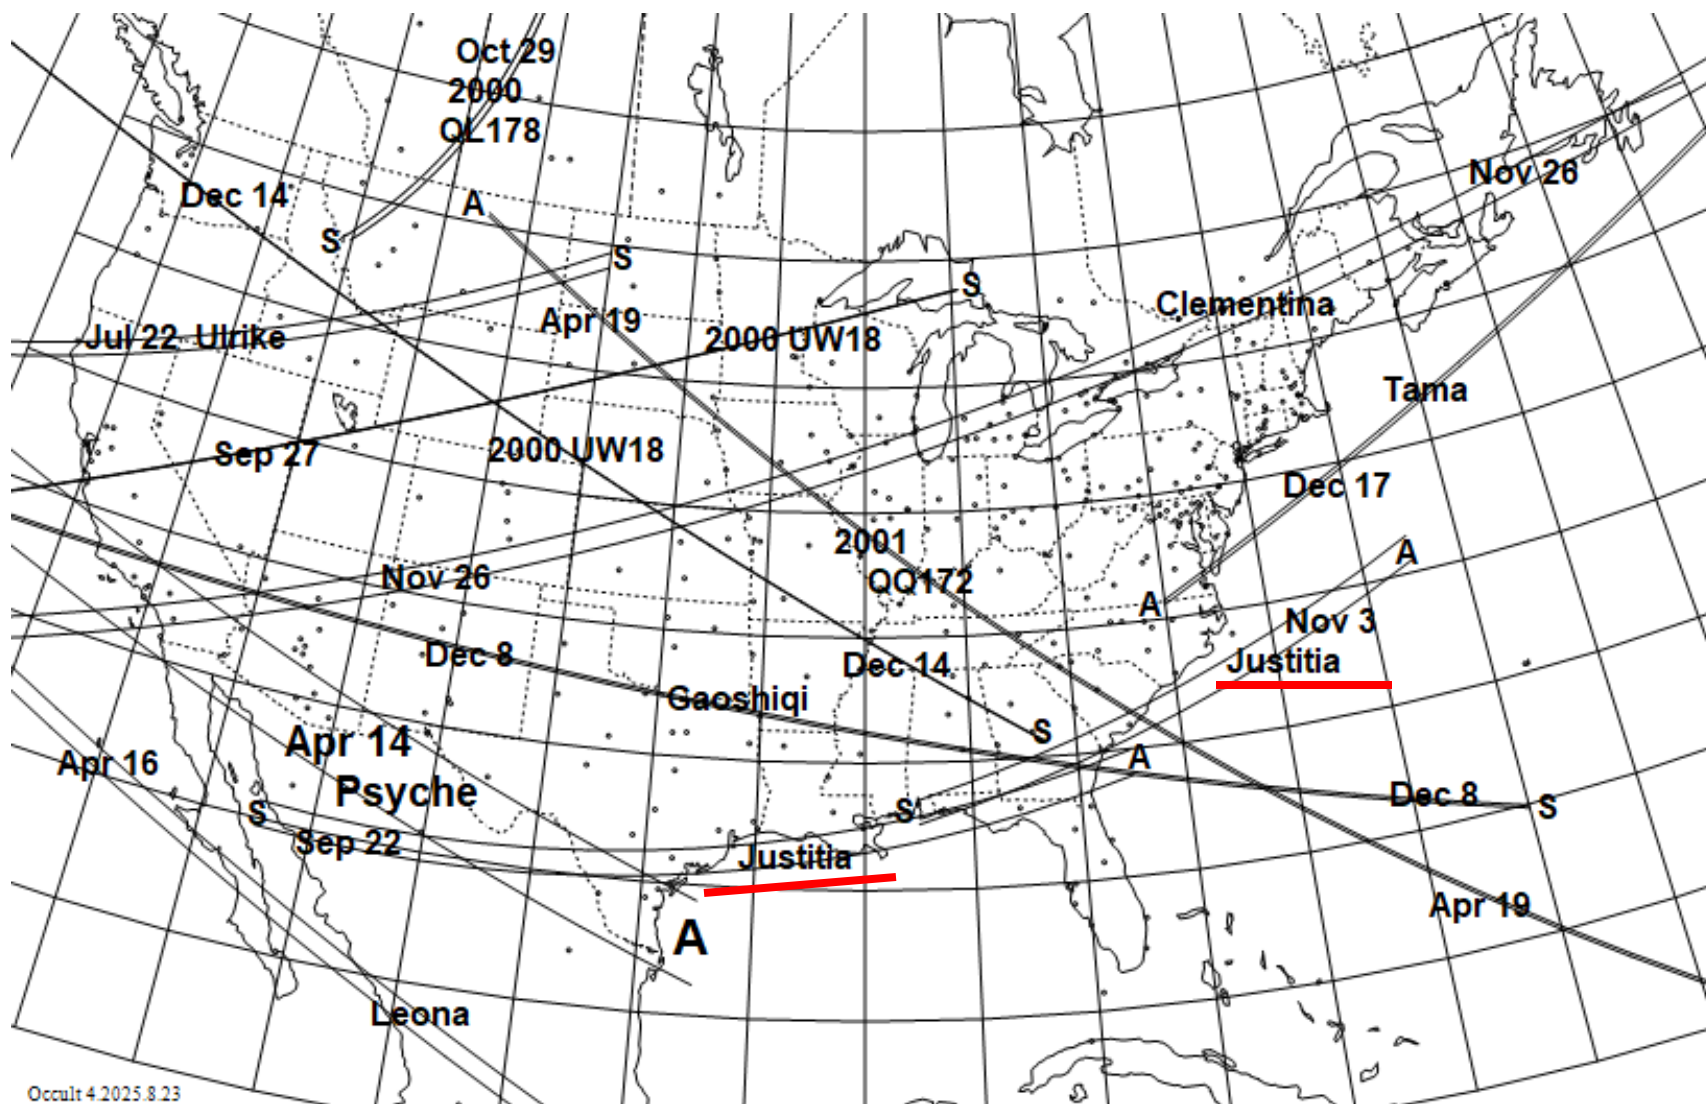 Oct 29
2000
QL178
Nov 26
Dec 14
A
S
S
S
Clementina
Apr 19
2000 UW18
Jul 22 Ulrike
Tama
Sep 27
2000 UW18
Dec 17
2001
A
QQ172
Nov 26
A
Nov 3
Dec 8
Dec 14
Justitia
Gaoshiqi
S
Apr 14
A
Apr 16
Psyche
Dec 8
S
S
S
Sep 22
Justitia
Apr 19
A
Leona
Occult 4.2025.8.23